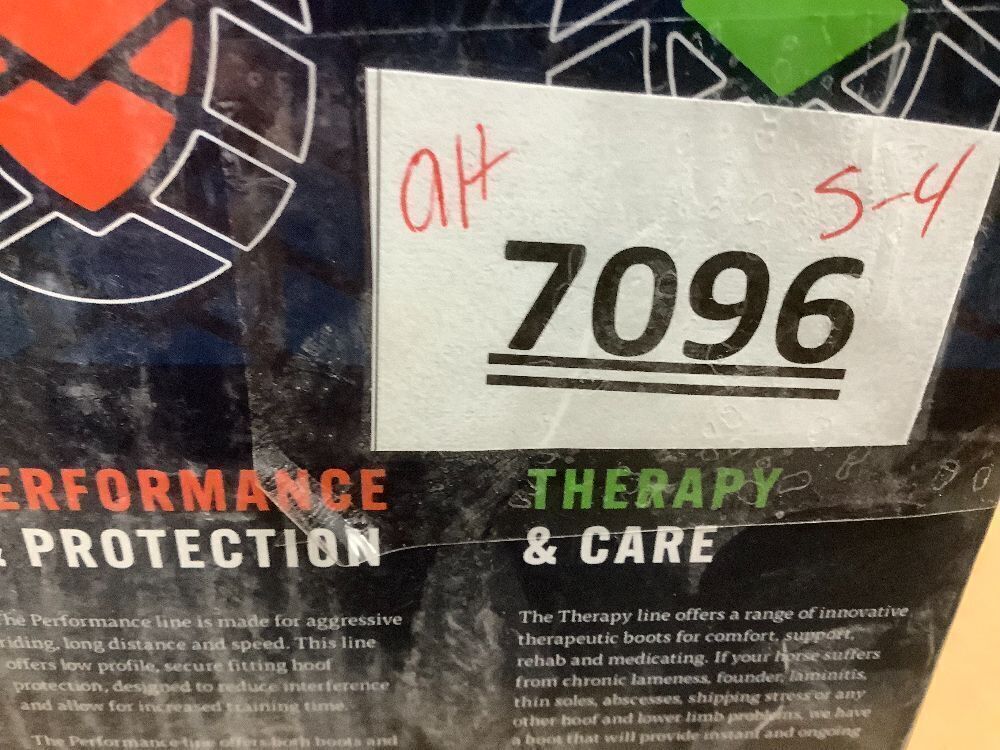 aH S-4
7096
ERFORMANCE
& PROTECTION
The Performance line is made for aggressive
riding, long distance and speed. This line
offers low profile, secure fitting hoof
protection, designed to reduce interference
and allow for increased training time.
The Performance line offers both boots and
THERAPY
& CARE
The Therapy line offers a range of innovative
therapeutic boots for comfort, support,
rehab and medicating. If your horse suffers
from chronic lameness, founder, laminitis,
thin soles, abscesses, shipping stress or any
other hoof and lower limb problems, we have
a boot that will provide instant and ongoing